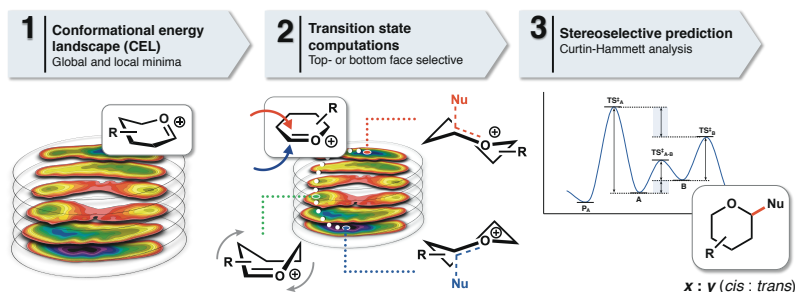 1
Conformational energy
landscape (CEL)
Global and local minima
2
Transition state
computations
Top- or bottom face selective
3
Stereoselective prediction
Curtin-Hammett analysis
R
O
⊕
R
O
⊕
Nu
O
⊕
R
R
O
⊕
R
O
⊕
Nu
TS‡A
TS‡B
TS‡A-B
PA
A
B
O
Nu
R
x : y (cis : trans)